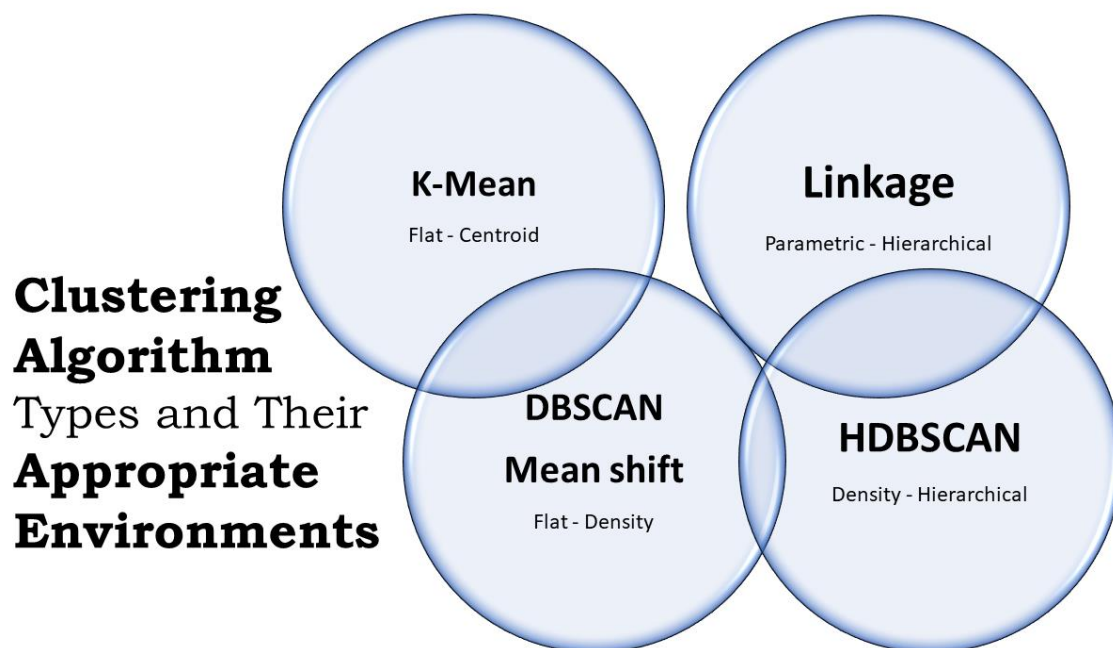 Clustering
Algorithm
Types and Their
Appropriate
Environments
K-Mean
Flat - Centroid
Linkage
Parametric - Hierarchical
DBSCAN
Mean shift
Flat - Density
HDBSCAN
Density - Hierarchical